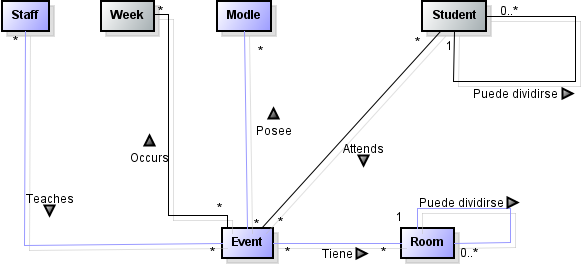 Staff
Week
Modle
Student
0..*
*
*
*
*
1
Puede dividirse
Posee
Occurs
Attends
Teaches
Puede dividirse
*
*
*
1
Event
Room
*
*
Tiene
*
0..*